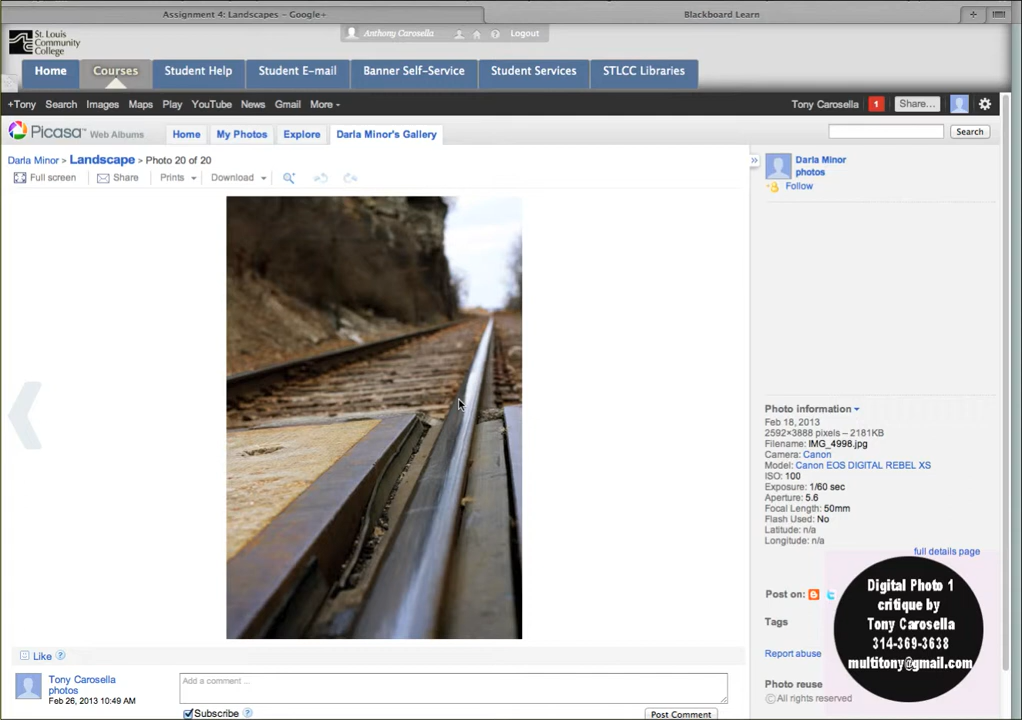 Assignment 4: Landscapes – Google+
Blackboard Learn
St. Louis
Community
College
Anthony Carosella
Logout
Home
Courses
Student Help
Student E-mail
Banner Self-Service
Student Services
STLCC Libraries
+Tony Search Images Maps Play YouTube News Gmail More
Tony Carosella 1 Share...
Picasa™ Web Albums
Home
My Photos
Explore
Darla Minor's Gallery
Search
Darla Minor > Landscape > Photo 20 of 20
Full screen
Share
Prints
Download
Darla Minor
photos
Follow
Photo information
Feb 18, 2013
2592×3888 pixels – 2181KB
Filename: IMG_4998.jpg
Camera: Canon
Model: Canon EOS DIGITAL REBEL XS
ISO: 100
Exposure: 1/60 sec
Aperture: 5.6
Focal Length: 50mm
Flash Used: No
Latitude: n/a
Longitude: n/a
full details page
Post on:
Tags
Report abuse
Photo reuse
© All rights reserved
Digital Photo 1
critique by
Tony Carosella
314-369-3638
multitony@gmail.com
Like ?
Tony Carosella
photos
Feb 26, 2013 10:49 AM
Add a comment ...
Subscribe ?
Post Comment